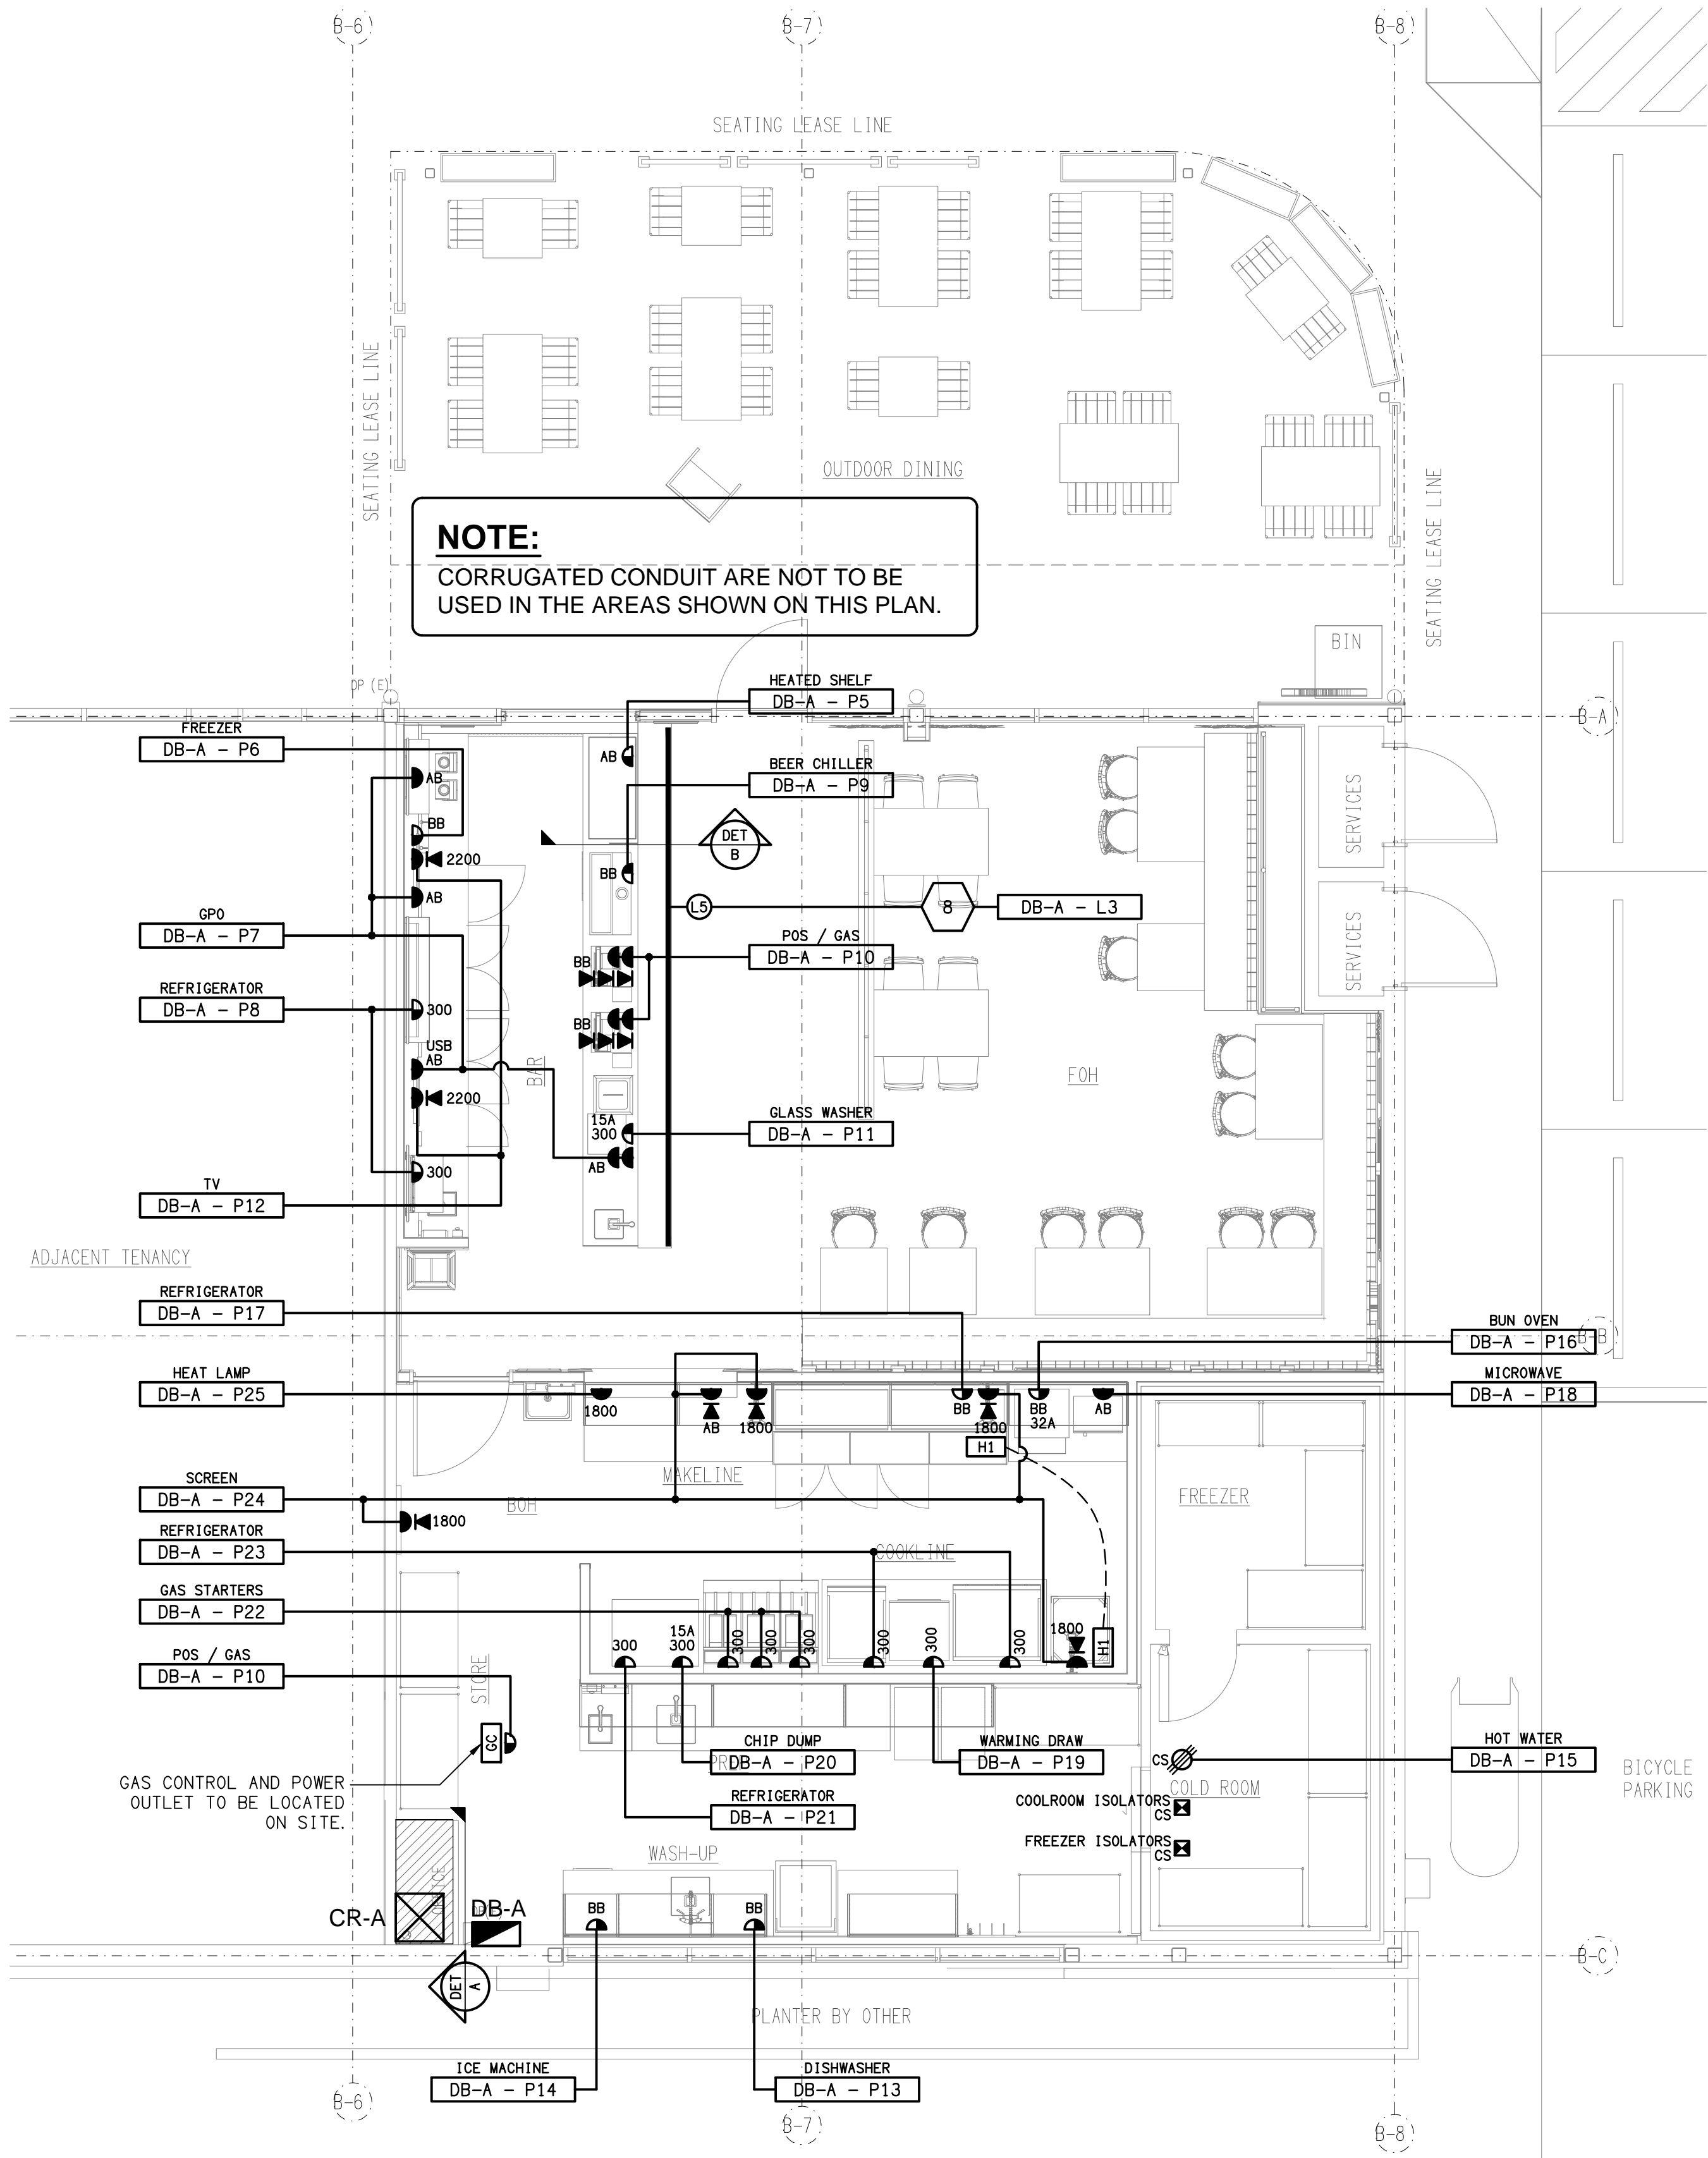 B-6
B-7
B-8
SEATING LEASE LINE
SEATING LEASE LINE
SEATING LEASE LINE
OUTDOOR DINING
NOTE:
CORRUGATED CONDUIT ARE NOT TO BE
USED IN THE AREAS SHOWN ON THIS PLAN.
BIN
DP (E)
HEATED SHELF
DB-A - P5
B-A
FREEZER
DB-A - P6
AB
AB
BEER CHILLER
DB-A - P9
SERVICES
BB
DET
B
2200
BB
AB
L5
8
DB-A - L3
GPO
DB-A - P7
POS / GAS
DB-A - P10
SERVICES
BB
REFRIGERATOR
DB-A - P8
300
BB
USB
AB
BAR
FOH
2200
GLASS WASHER
DB-A - P11
15A
300
AB
300
TV
DB-A - P12
ADJACENT TENANCY
REFRIGERATOR
DB-A - P17
BUN OVEN
DB-A - P16
B-B
HEAT LAMP
DB-A - P25
MICROWAVE
DB-A - P18
1800
AB
1800
BB
1800
BB
32A
AB
H1
MAKELINE
SCREEN
DB-A - P24
BOH
FREEZER
1800
REFRIGERATOR
DB-A - P23
COOKLINE
GAS STARTERS
DB-A - P22
300
15A
300
300
300
300
300
300
300
1800
H1
POS / GAS
DB-A - P10
STORE
GC
CHIP DUMP
DB-A - P20
WARMING DRAW
DB-A - P19
HOT WATER
DB-A - P15
CS
COLD ROOM
BICYCLE
PARKING
GAS CONTROL AND POWER
OUTLET TO BE LOCATED
ON SITE.
REFRIGERATOR
DB-A - P21
COOLROOM ISOLATORS
CS
FREEZER ISOLATORS
CS
WASH-UP
CR-A
DB-A
BB
BB
B-C
DET
A
PLANTER BY OTHER
ICE MACHINE
DB-A - P14
DISHWASHER
DB-A - P13
B-6
B-7
B-8